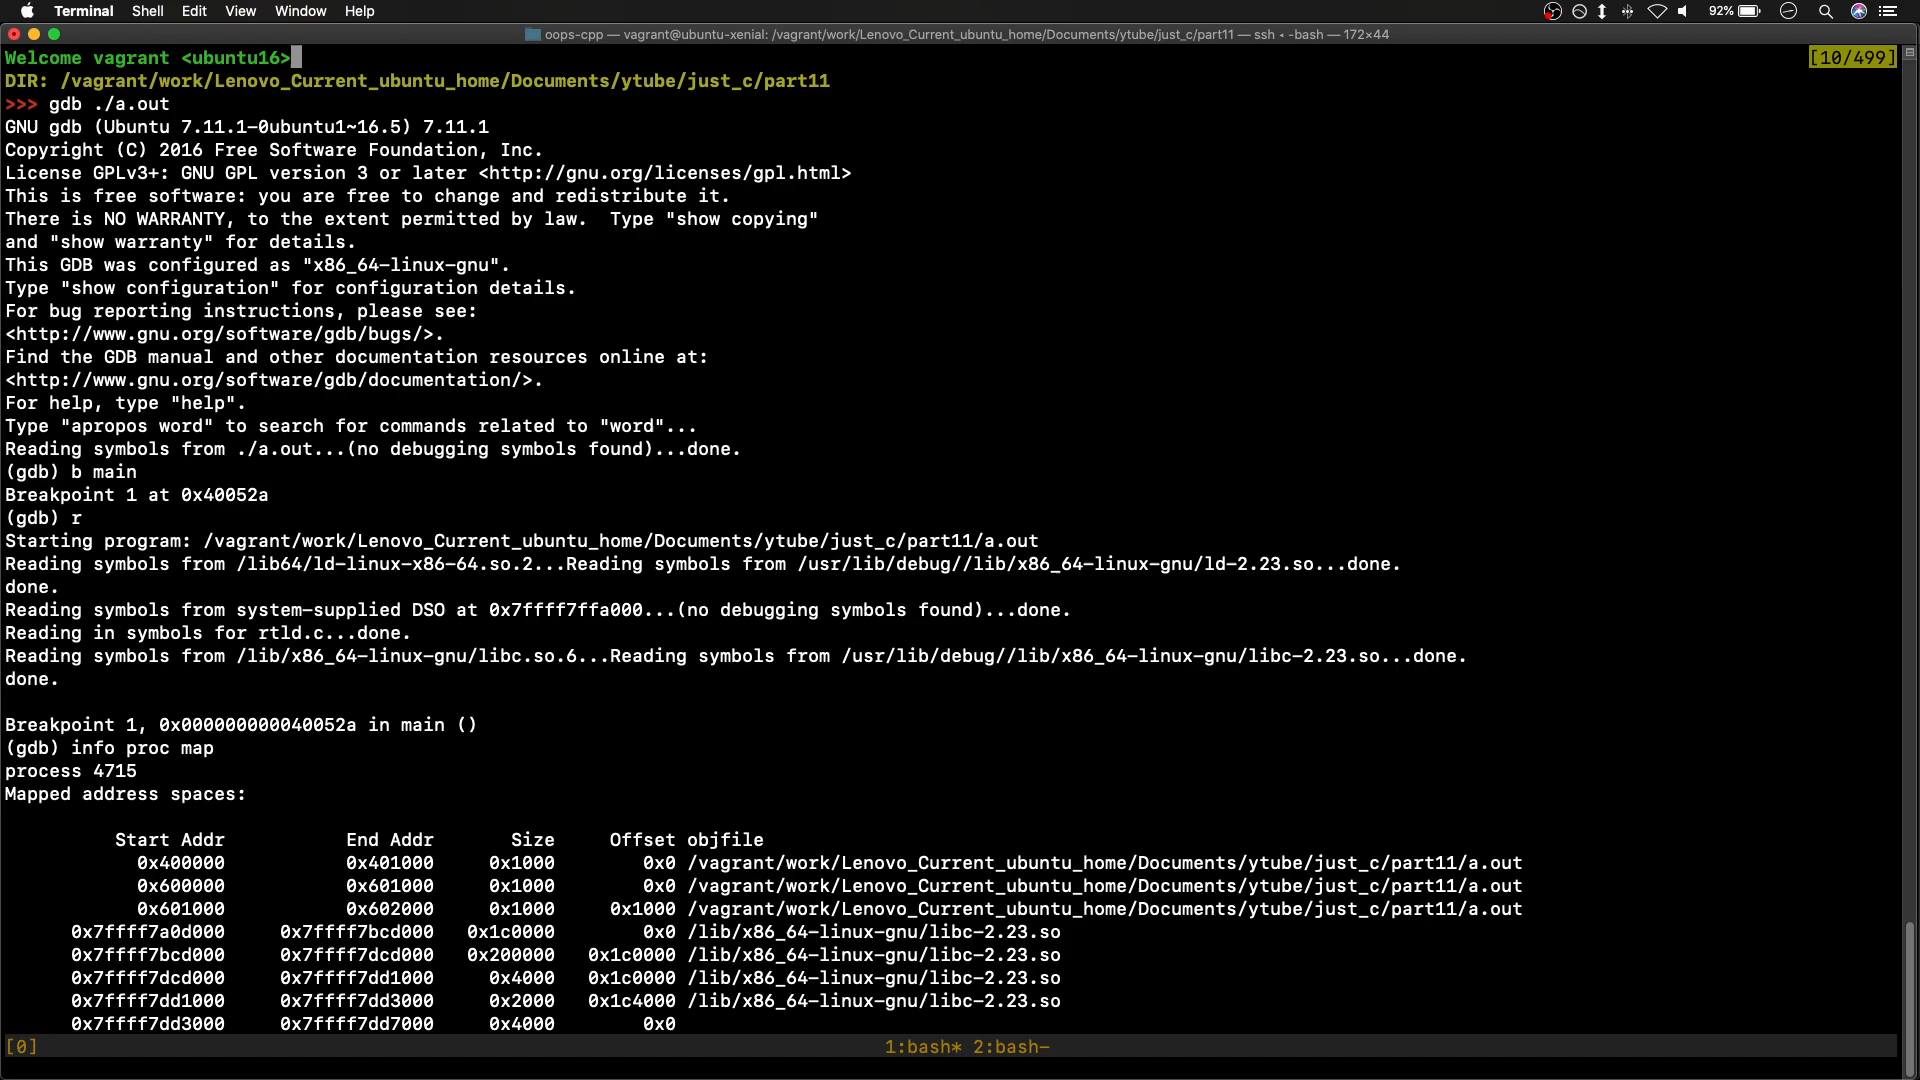 Terminal Shell Edit View Window Help 92%
oops-cpp — vagrant@ubuntu-xenial: /vagrant/work/Lenovo_Current_ubuntu_home/Documents/ytube/just_c/part11 — ssh ◂ -bash — 172×44
Welcome vagrant <ubuntu16> [10/499]
DIR: /vagrant/work/Lenovo_Current_ubuntu_home/Documents/ytube/just_c/part11
>>> gdb ./a.out
GNU gdb (Ubuntu 7.11.1-0ubuntu1~16.5) 7.11.1
Copyright (C) 2016 Free Software Foundation, Inc.
License GPLv3+: GNU GPL version 3 or later <http://gnu.org/licenses/gpl.html>
This is free software: you are free to change and redistribute it.
There is NO WARRANTY, to the extent permitted by law.  Type "show copying"
and "show warranty" for details.
This GDB was configured as "x86_64-linux-gnu".
Type "show configuration" for configuration details.
For bug reporting instructions, please see:
<http://www.gnu.org/software/gdb/bugs/>.
Find the GDB manual and other documentation resources online at:
<http://www.gnu.org/software/gdb/documentation/>.
For help, type "help".
Type "apropos word" to search for commands related to "word"...
Reading symbols from ./a.out...(no debugging symbols found)...done.
(gdb) b main
Breakpoint 1 at 0x40052a
(gdb) r
Starting program: /vagrant/work/Lenovo_Current_ubuntu_home/Documents/ytube/just_c/part11/a.out
Reading symbols from /lib64/ld-linux-x86-64.so.2...Reading symbols from /usr/lib/debug//lib/x86_64-linux-gnu/ld-2.23.so...done.
done.
Reading symbols from system-supplied DSO at 0x7ffff7ffa000...(no debugging symbols found)...done.
Reading in symbols for rtld.c...done.
Reading symbols from /lib/x86_64-linux-gnu/libc.so.6...Reading symbols from /usr/lib/debug//lib/x86_64-linux-gnu/libc-2.23.so...done.
done.
Breakpoint 1, 0x000000000040052a in main ()
(gdb) info proc map
process 4715
Mapped address spaces:
Start Addr End Addr Size Offset objfile
0x400000 0x401000 0x1000 0x0 /vagrant/work/Lenovo_Current_ubuntu_home/Documents/ytube/just_c/part11/a.out
0x600000 0x601000 0x1000 0x0 /vagrant/work/Lenovo_Current_ubuntu_home/Documents/ytube/just_c/part11/a.out
0x601000 0x602000 0x1000 0x1000 /vagrant/work/Lenovo_Current_ubuntu_home/Documents/ytube/just_c/part11/a.out
0x7ffff7a0d000 0x7ffff7bcd000 0x1c0000 0x0 /lib/x86_64-linux-gnu/libc-2.23.so
0x7ffff7bcd000 0x7ffff7dcd000 0x200000 0x1c0000 /lib/x86_64-linux-gnu/libc-2.23.so
0x7ffff7dcd000 0x7ffff7dd1000 0x4000 0x1c0000 /lib/x86_64-linux-gnu/libc-2.23.so
0x7ffff7dd1000 0x7ffff7dd3000 0x2000 0x1c4000 /lib/x86_64-linux-gnu/libc-2.23.so
0x7ffff7dd3000 0x7ffff7dd7000 0x4000 0x0
[0] 1:bash* 2:bash-